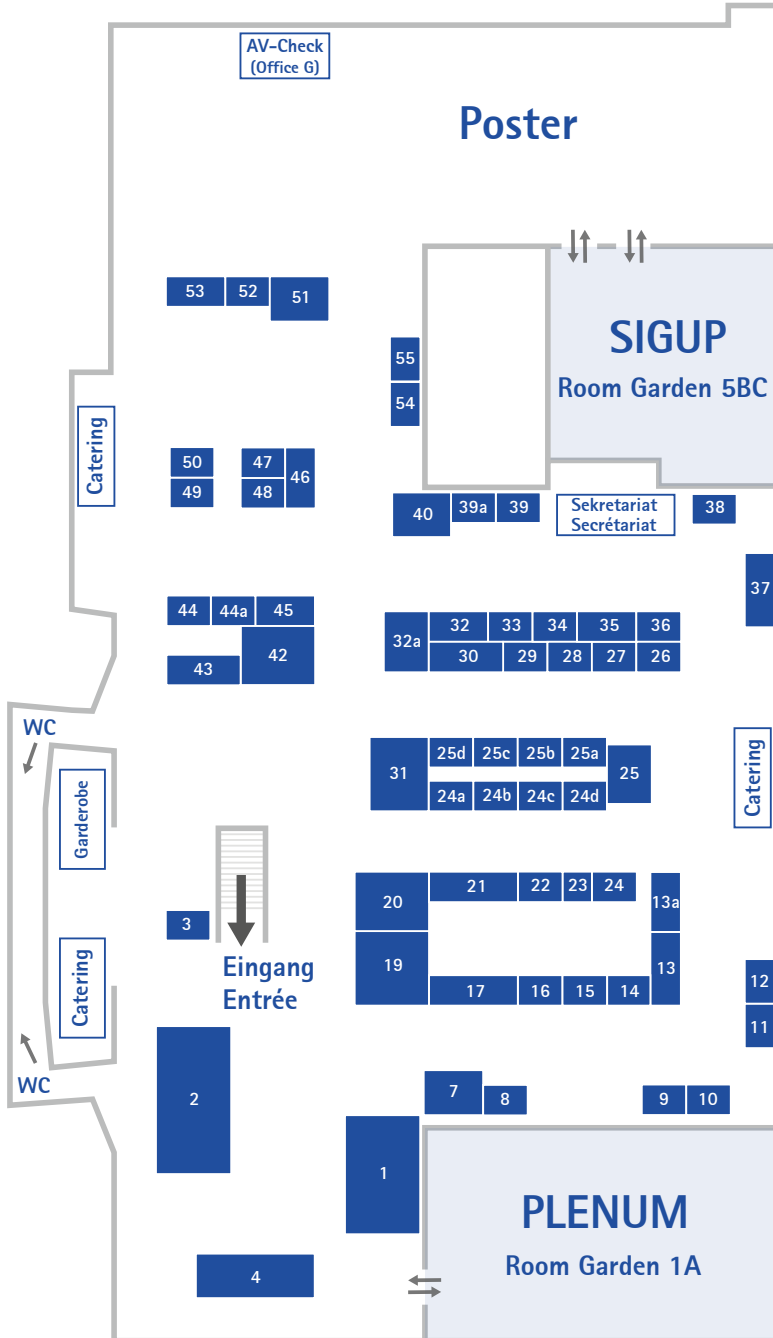 AV-Check
(Office G)
Poster
53
52
51
SIGUP
Room Garden 5BC
55
54
Catering
50
47
46
49
48
40
39a
39
Sekretariat
Secrétariat
38
37
44
44a
45
43
42
32a
32
33
34
35
36
30
29
28
27
26
WC
Garderobe
31
25d
25c
25b
25a
25
24a
24b
24c
24d
Catering
3
Eingang
Entrée
20
21
22
23
24
13a
19
17
16
15
14
13
12
11
Catering
WC
2
7
8
9
10
1
4
PLENUM
Room Garden 1A